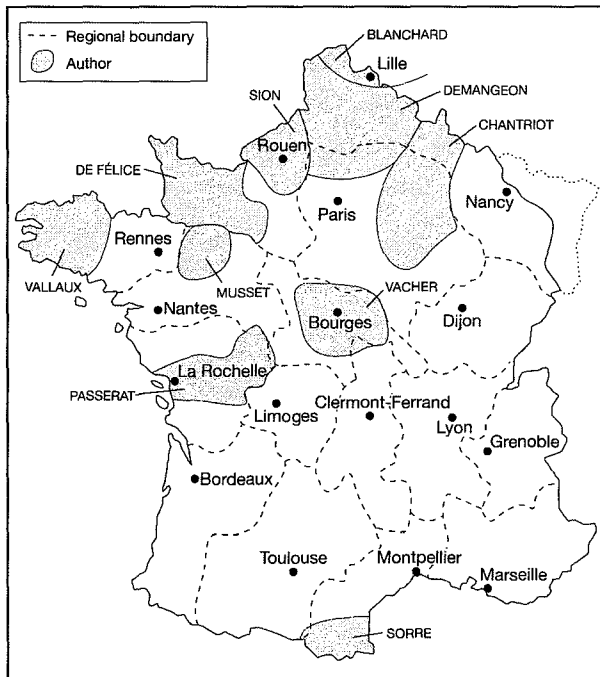 Regional boundary
Author
BLANCHARD
Lille
DEMANGEON
SION
CHANTRIOT
Rouen
DE FÉLICE
Paris
Nancy
Rennes
VALLAUX
MUSSET
VACHER
Nantes
Bourges
Dijon
La Rochelle
PASSERAT
Limoges
Clermont-Ferrand
Lyon
Grenoble
Bordeaux
Toulouse
Montpellier
Marseille
SORRE